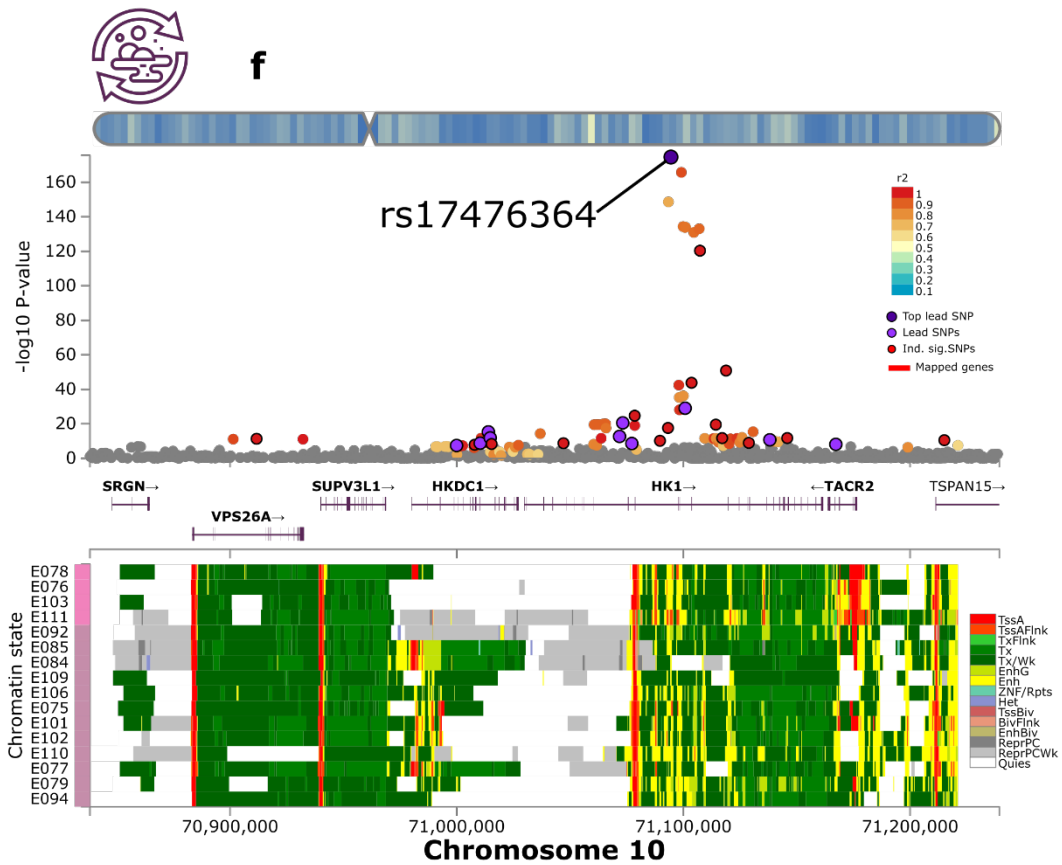 f
160
140
120
100
80
60
40
20
0
-log10 P-value
rs17476364
r2
1
0.9
0.8
0.7
0.6
0.5
0.4
0.3
0.2
0.1
Top lead SNP
Lead SNPs
Ind. sig.SNPs
Mapped genes
SRGN→
SUPV3L1→
HKDC1→
HK1→
←TACR2
TSPAN15→
VPS26A→
Chromatin state
E078
E076
E103
E111
E092
E085
E084
E109
E106
E075
E101
E102
E110
E077
E079
E094
TssA
TssAFlnk
TxFlnk
Tx
Tx/Wk
EnhG
Enh
ZNF/Rpts
Het
TssBiv
BivFlnk
EnhBiv
ReprPC
ReprPCWk
Quies
70,900,000
71,000,000
71,100,000
71,200,000
Chromosome 10